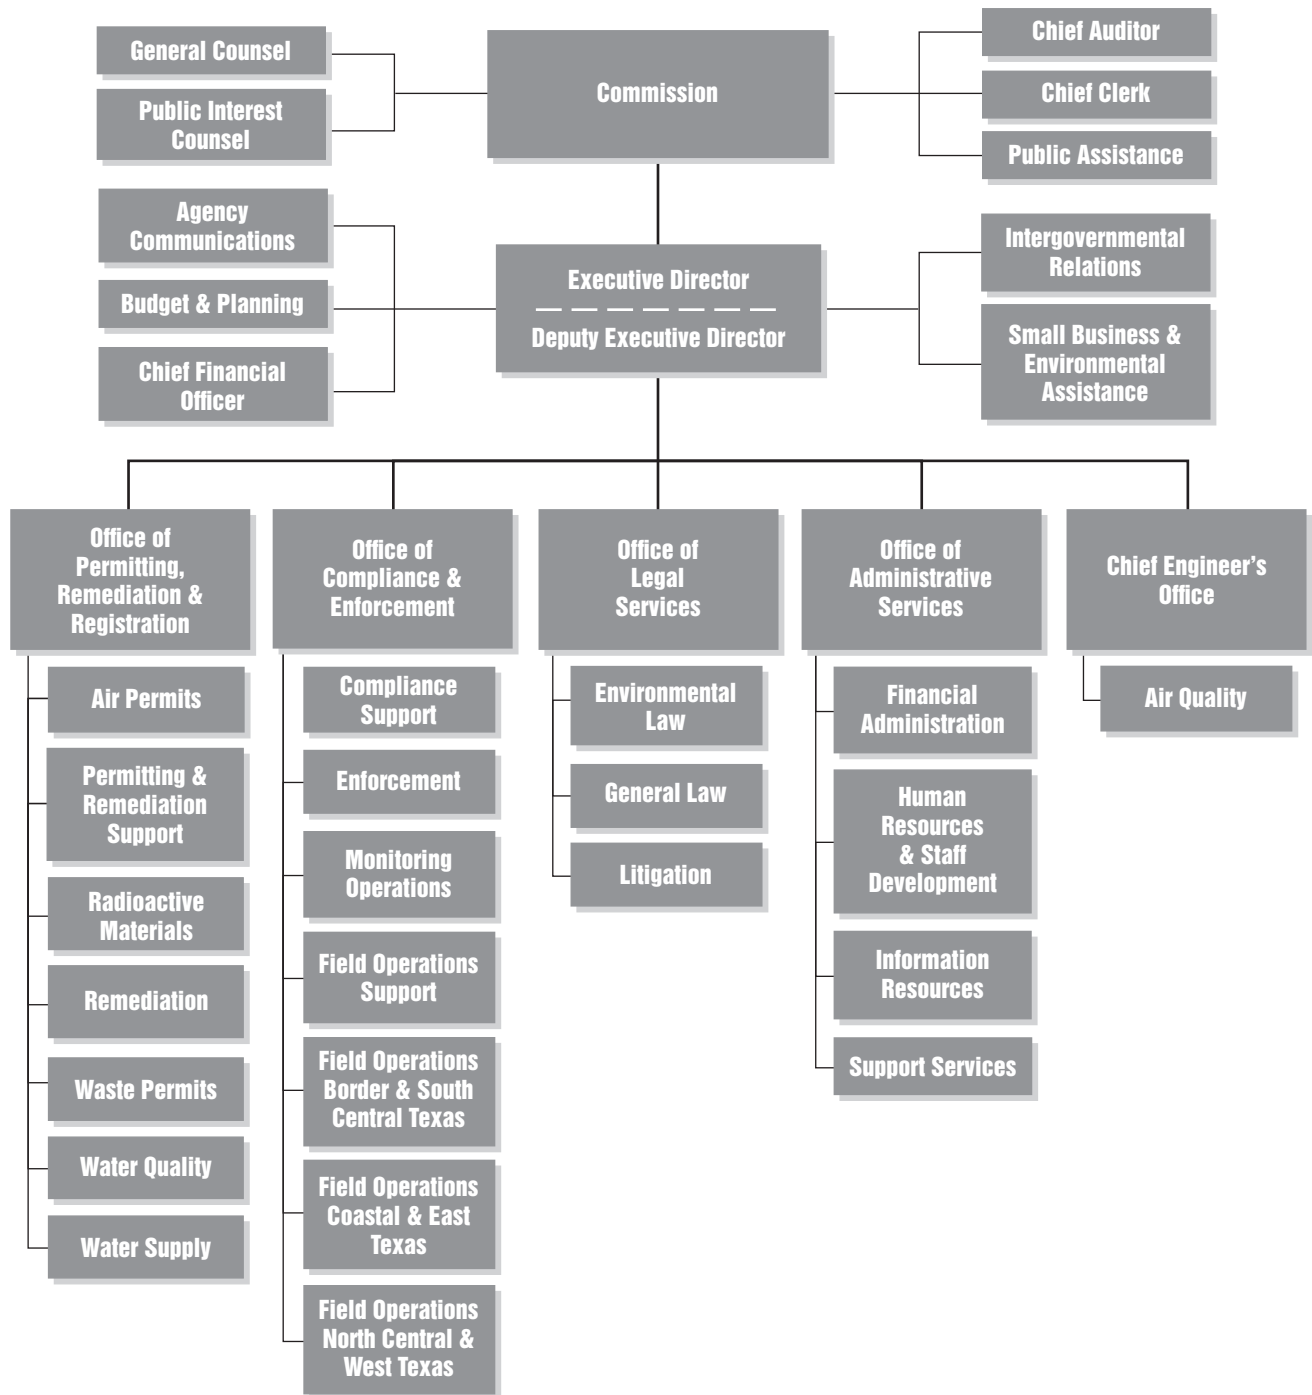 General Counsel
Public Interest
Counsel
Commission
Chief Auditor
Chief Clerk
Public Assistance
Agency
Communications
Budget & Planning
Chief Financial
Officer
Executive Director
Deputy Executive Director
Intergovernmental
Relations
Small Business &
Environmental
Assistance
Office of
Permitting,
Remediation &
Registration
Office of
Compliance &
Enforcement
Office of
Legal
Services
Office of
Administrative
Services
Chief Engineer's
Office
Air Permits
Permitting &
Remediation
Support
Radioactive
Materials
Remediation
Waste Permits
Water Quality
Water Supply
Compliance
Support
Enforcement
Monitoring
Operations
Field Operations
Support
Field Operations
Border & South
Central Texas
Field Operations
Coastal & East
Texas
Field Operations
North Central &
West Texas
Environmental
Law
General Law
Litigation
Financial
Administration
Human
Resources
& Staff
Development
Information
Resources
Support Services
Air Quality